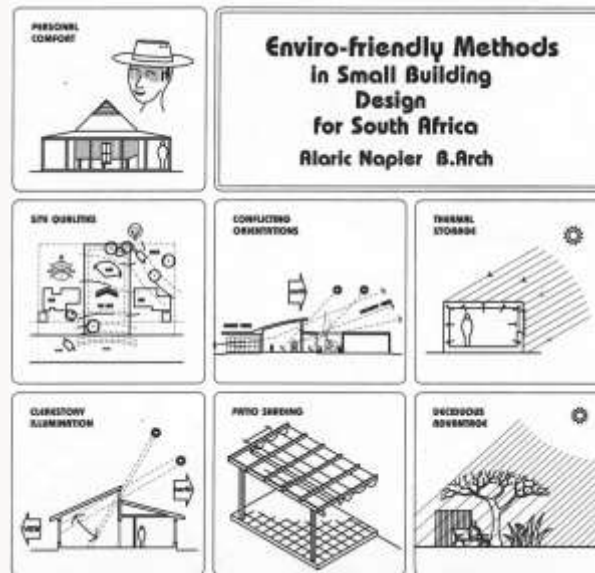 PERSONAL
COMFORT
Enviro-friendly Methods
in Small Building
Design
for South Africa
Alaric Napier B.Arch
SITE QUALITIES
CONFLICTING
ORIENTATIONS
THERMAL
STORAGE
CLERESTORY
ILLUMINATION
VIEW
PATIO SHADING
DECIDUOUS
ADVANTAGE